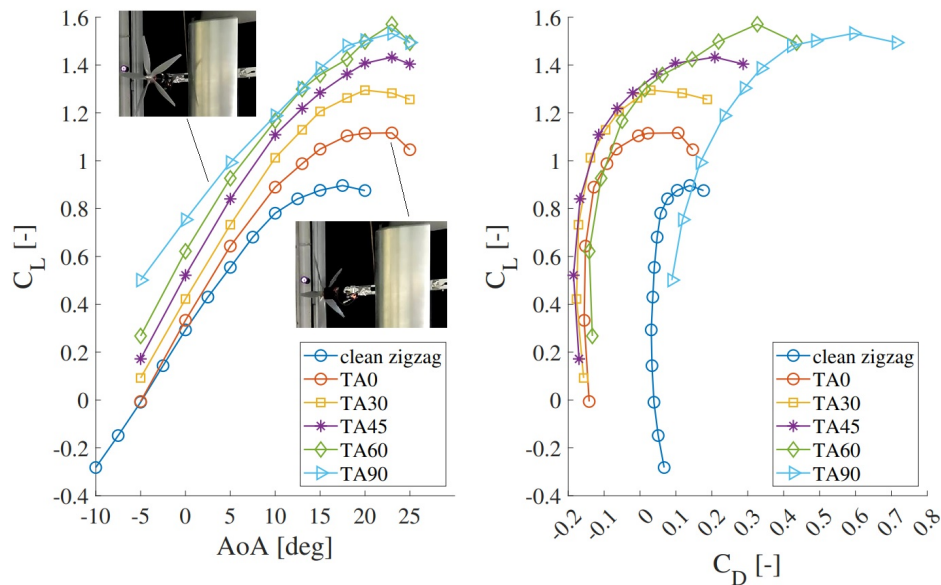 1.6
1.4
1.2
1
0.8
0.6
0.4
0.2
0
-0.2
-0.4
C_L [-]
-10 -5 0 5 10 15 20 25
AoA [deg]
clean zigzag
TA0
TA30
TA45
TA60
TA90
1.6
1.4
1.2
1
0.8
0.6
0.4
0.2
0
-0.2
-0.4
C_L [-]
-0.2 -0.1 0 0.1 0.2 0.3 0.4 0.5 0.6 0.7 0.8
C_D [-]
clean zigzag
TA0
TA30
TA45
TA60
TA90